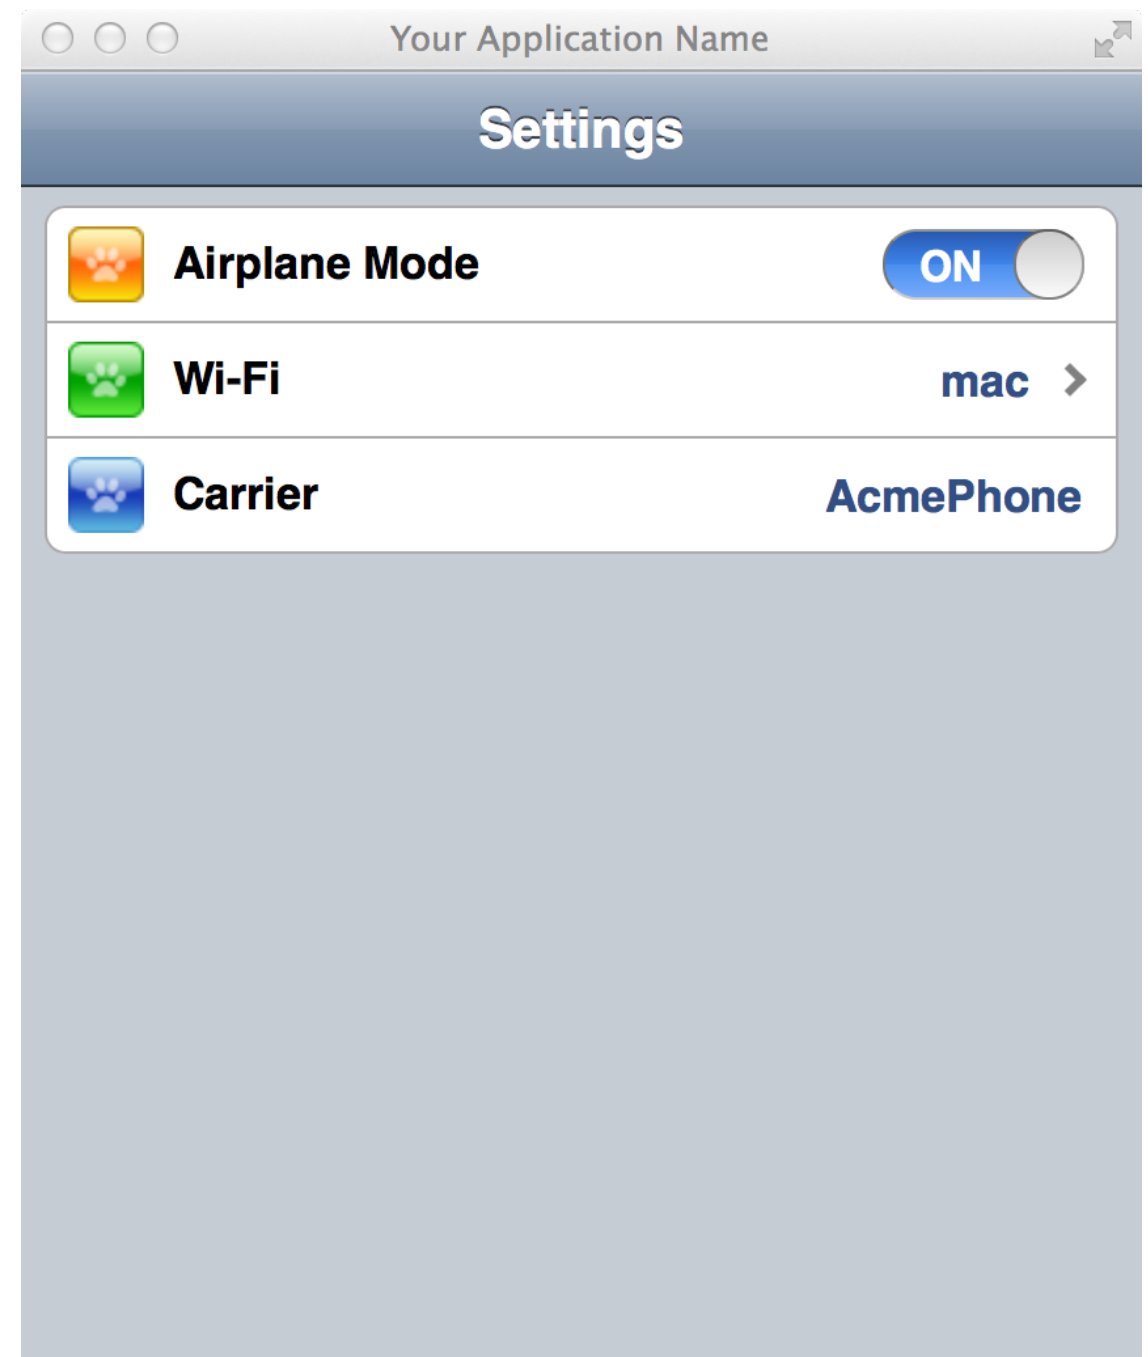 Your Application Name
Settings
Airplane Mode ON
Wi-Fi mac
Carrier AcmePhone